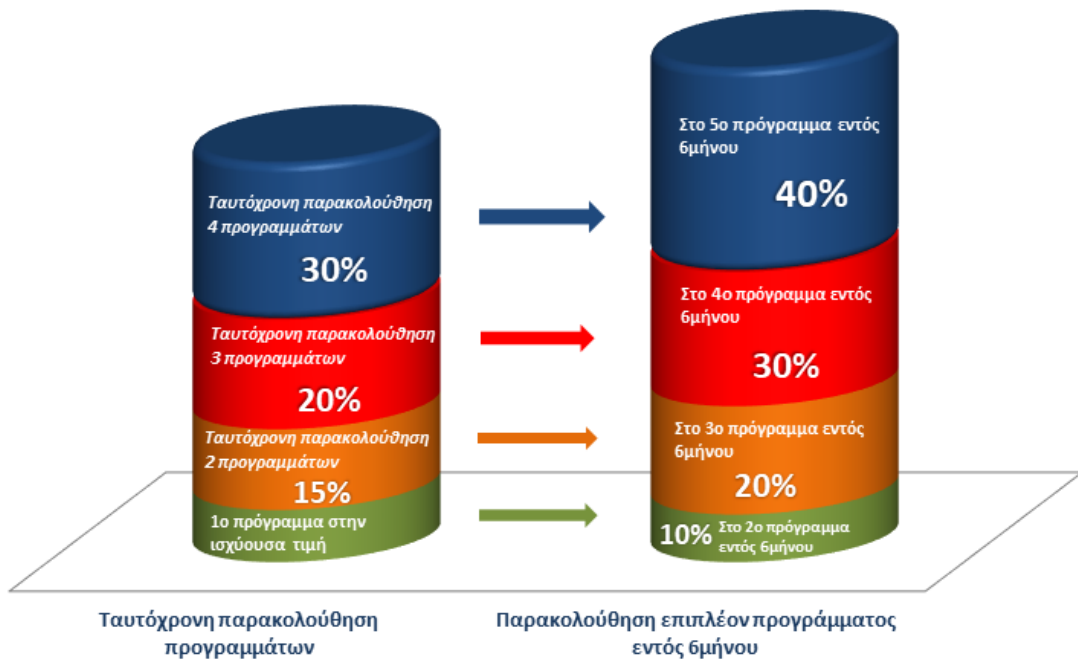 Ταυτόχρονη παρακολούθηση
4 προγραμμάτων
30%
Ταυτόχρονη παρακολούθηση
3 προγραμμάτων
20%
Ταυτόχρονη παρακολούθηση
2 προγραμμάτων
15%
1ο πρόγραμμα στην
ισχύουσα τιμή
Στο 5ο πρόγραμμα εντός
6μήνου
40%
Στο 4ο πρόγραμμα εντός
6μήνου
30%
Στο 3ο πρόγραμμα εντός
6μήνου
20%
10% Στο 2ο πρόγραμμα
εντός 6μήνου
Ταυτόχρονη παρακολούθηση
προγραμμάτων
Παρακολούθηση επιπλέον προγράμματος
εντός 6μήνου